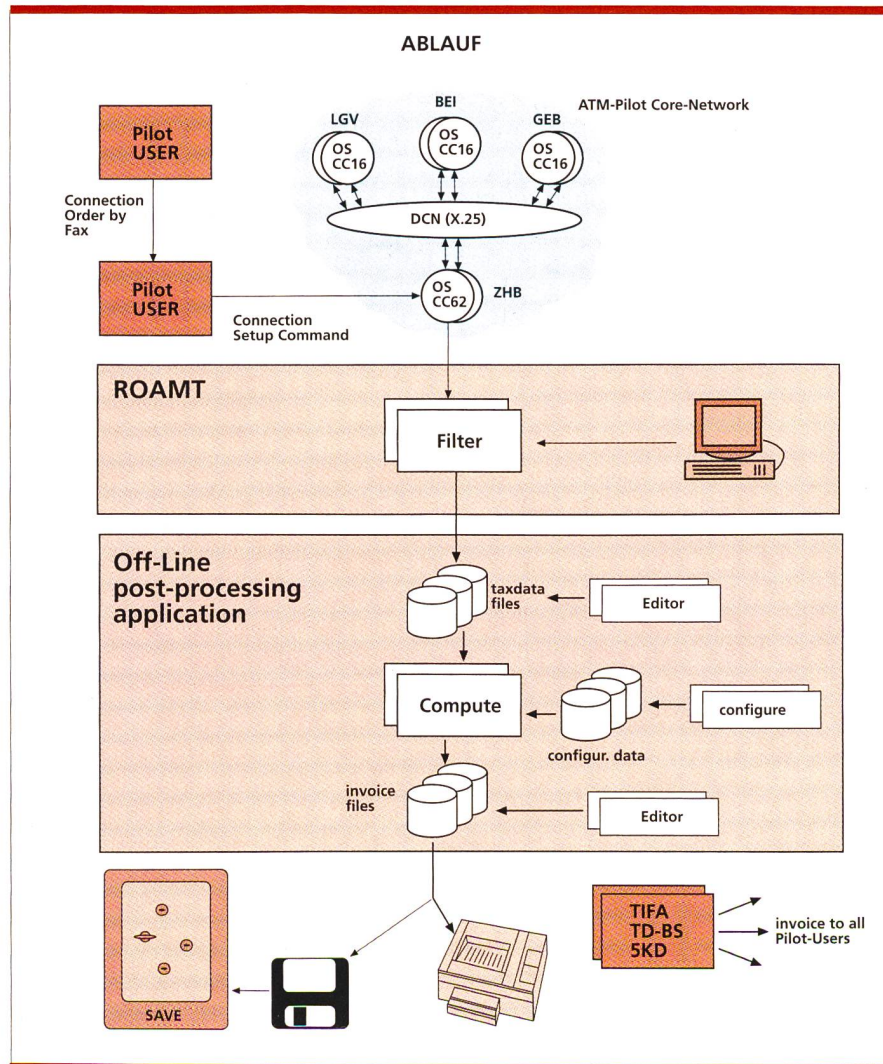 ABLAUF
ATM-Pilot Core-Network
LGV
BEI
GEB
OS
CC16
OS
CC16
OS
CC16
Pilot
USER
Connection
Order by
Fax
DCN (X.25)
Pilot
USER
OS
CC62
ZHB
Connection
Setup Command
ROAMT
Filter
Off-Line
post-processing
application
taxdata
files
Editor
Compute
configure
configur. data
invoice
files
Editor
TIFA
TD-BS
5KD
invoice to all
Pilot-Users
SAVE